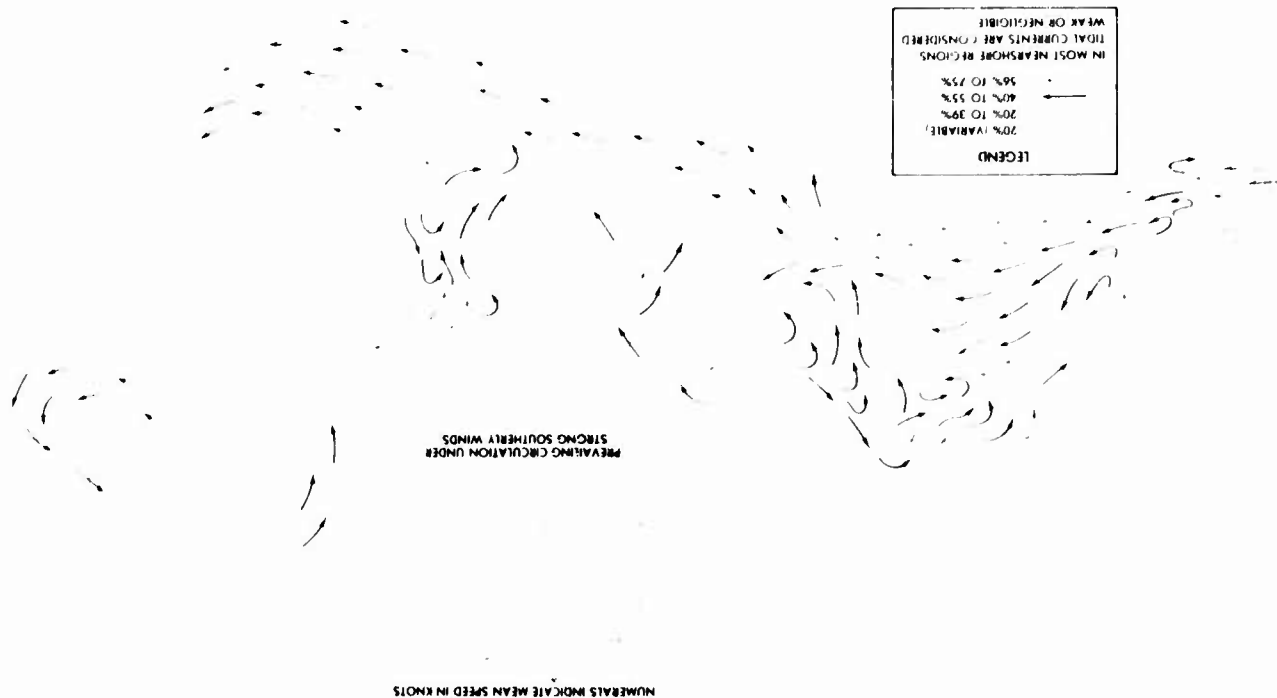 NUMERALS INDICATE MEAN SPEED IN KNOTS
PREVAILING CIRCULATION UNDER
STRONG SOUTHERLY WINDS
LEGEND
20% (VARIABLE)
20% TO 39%
40% TO 55%
56% TO 75%
IN MOST NEARSHORE REGIONS
TIDAL CURRENTS ARE CONSIDERED
WEAK OR NEGLIGIBLE